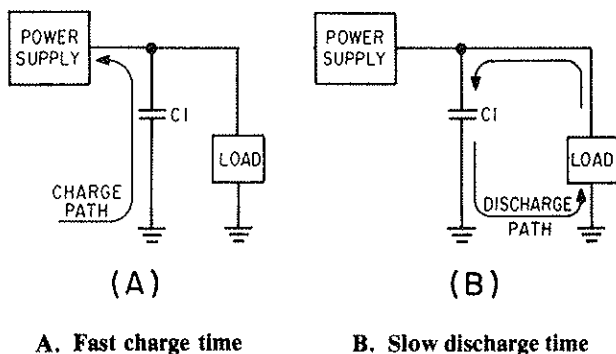 POWER
SUPPLY
C1
LOAD
CHARGE
PATH
(A)
A. Fast charge time
POWER
SUPPLY
C1
LOAD
DISCHARGE
PATH
(B)
B. Slow discharge time